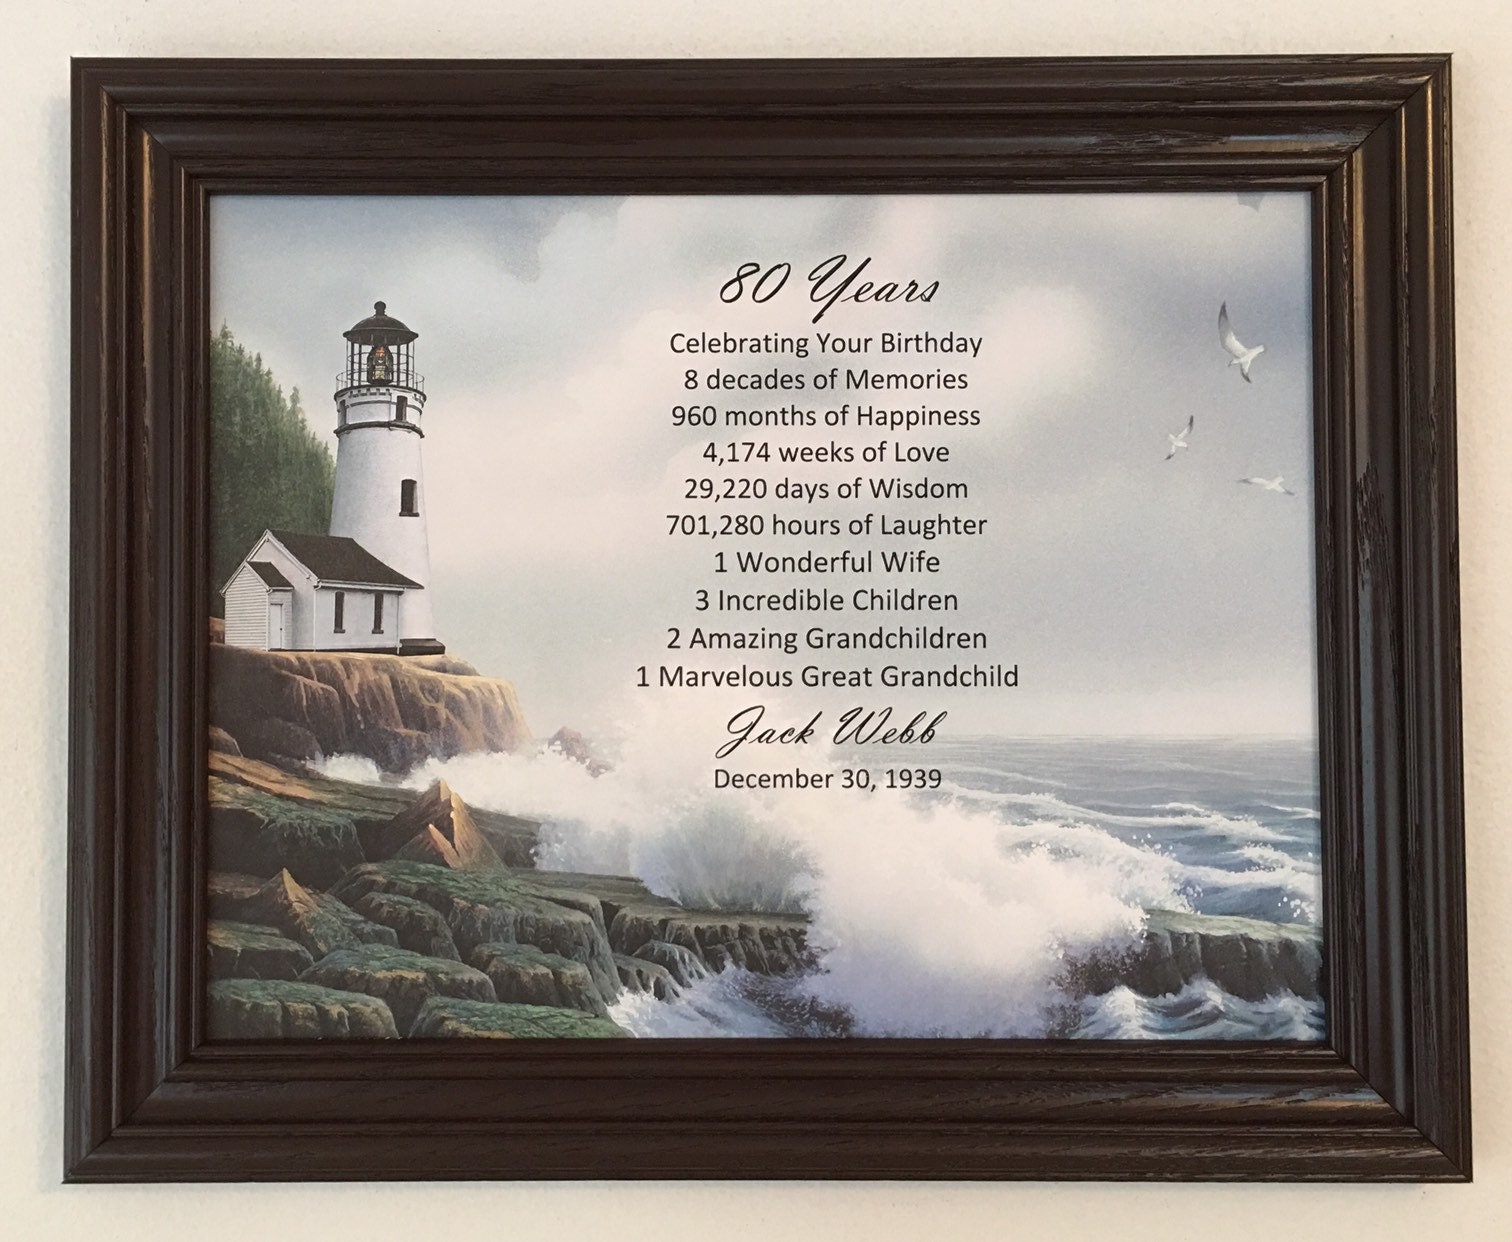 80 Years
Celebrating Your Birthday
8 decades of Memories
960 months of Happiness
4,174 weeks of Love
29,220 days of Wisdom
701,280 hours of Laughter
1 Wonderful Wife
3 Incredible Children
2 Amazing Grandchildren
1 Marvelous Great Grandchild
Jack Webb
December 30, 1939